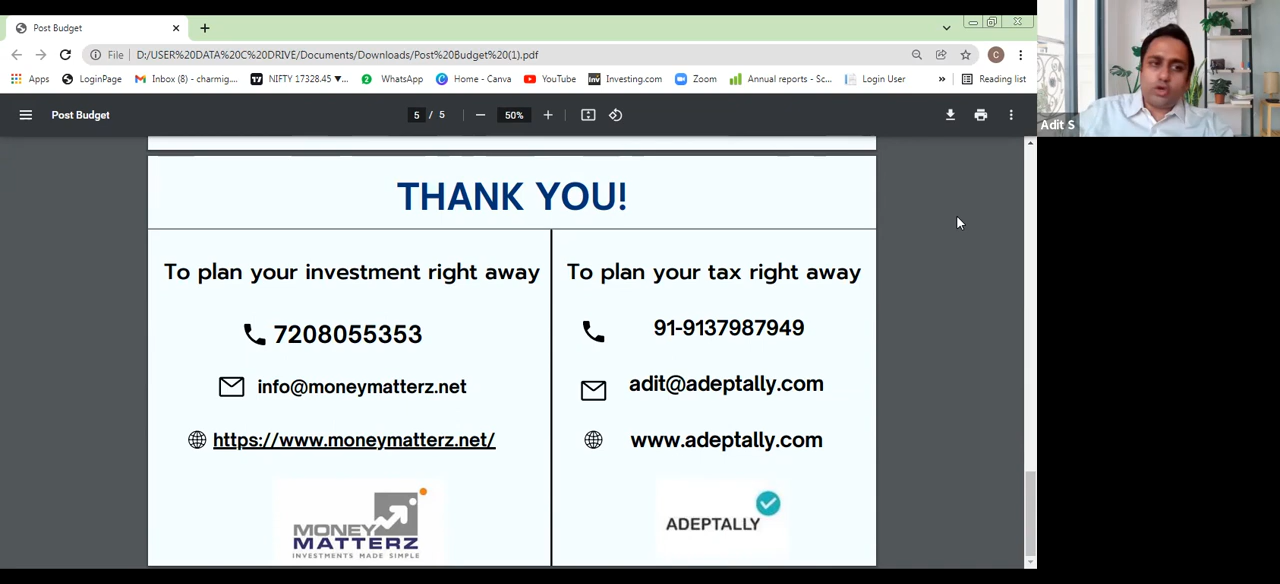 Post Budget
File D:/USER%20DATA%20C%20DRIVE/Documents/Downloads/Post%20Budget%20(1).pdf
C
Apps LoginPage Inbox (8) - charmig... NIFTY 17328.45 ▼... 2 WhatsApp Home - Canva YouTube Inv Investing.com Zoom Annual reports - Sc... Login User » Reading list
Post Budget 5 / 5 50%
Adit S
THANK YOU!
To plan your investment right away
7208055353
info@moneymatterz.net
https://www.moneymatterz.net/
MONEY
MATTERZ
INVESTMENTS MADE SIMPLE
To plan your tax right away
91-9137987949
adit@adeptally.com
www.adeptally.com
ADEPTALLY